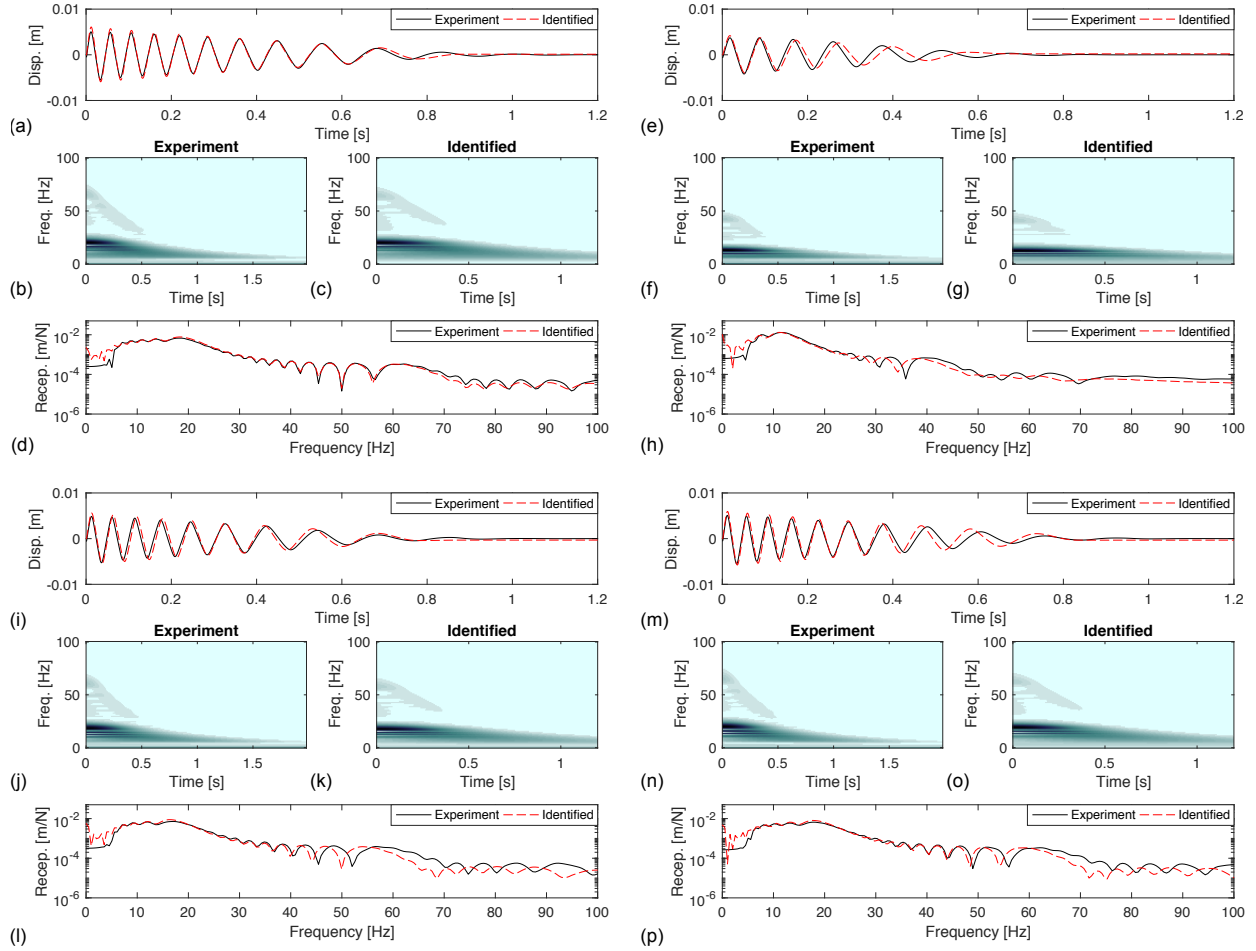 0.01
Experiment Identified
Disp. [m]
0
-0.01
0 0.2 0.4 0.6 0.8 1 1.2
Time [s]
(a)
Experiment
100
Freq. [Hz]
50
0
0 0.5 1 1.5
Time [s]
(b)
Identified
100
Freq. [Hz]
50
0
0 0.5 1
Time [s]
(c)
Experiment Identified
10-2
Recep. [m/N]
10-4
10-6
0 10 20 30 40 50 60 70 80 90 100
Frequency [Hz]
(d)
0.01
Experiment Identified
Disp. [m]
0
-0.01
0 0.2 0.4 0.6 0.8 1 1.2
Time [s]
(e)
Experiment
100
Freq. [Hz]
50
0
0 0.5 1 1.5
Time [s]
(f)
Identified
100
Freq. [Hz]
50
0
0 0.5 1
Time [s]
(g)
Experiment Identified
10-2
Recep. [m/N]
10-4
10-6
0 10 20 30 40 50 60 70 80 90 100
Frequency [Hz]
(h)
0.01
Experiment Identified
Disp. [m]
0
-0.01
0 0.2 0.4 0.6 0.8 1 1.2
Time [s]
(i)
Experiment
100
Freq. [Hz]
50
0
0 0.5 1 1.5
Time [s]
(j)
Identified
100
Freq. [Hz]
50
0
0 0.5 1
Time [s]
(k)
Experiment Identified
10-2
Recep. [m/N]
10-4
10-6
0 10 20 30 40 50 60 70 80 90 100
Frequency [Hz]
(l)
0.01
Experiment Identified
Disp. [m]
0
-0.01
0 0.2 0.4 0.6 0.8 1 1.2
Time [s]
(m)
Experiment
100
Freq. [Hz]
50
0
0 0.5 1 1.5
Time [s]
(n)
Identified
100
Freq. [Hz]
50
0
0 0.5 1
Time [s]
(o)
Experiment Identified
10-2
Recep. [m/N]
10-4
10-6
0 10 20 30 40 50 60 70 80 90 100
Frequency [Hz]
(p)